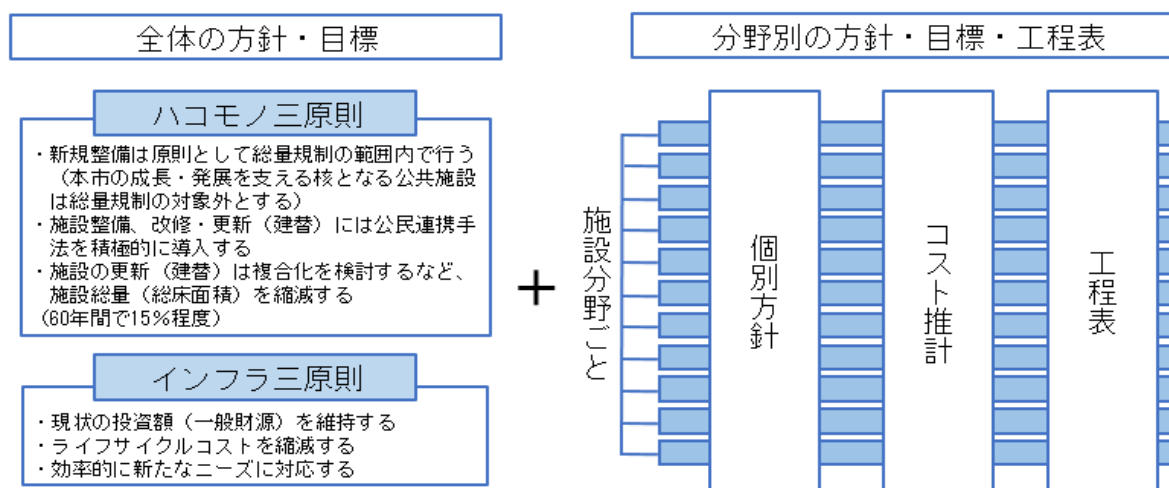 全体の方針・目標
ハコモノ三原則
・新規整備は原則として総量規制の範囲内で行う
（本市の成長・発展を支える核となる公共施設
は総量規制の対象外とする）
・施設整備、改修・更新（建替）には公民連携手
法を積極的に導入する
・施設の更新（建替）は複合化を検討するなど、
施設総量（総床面積）を縮減する
（60年間で15％程度）
インフラ三原則
・現状の投資額（一般財源）を維持する
・ライフサイクルコストを縮減する
・効率的に新たなニーズに対応する
＋
分野別の方針・目標・工程表
施設分野ごと
個別方針
コスト推計
工程表